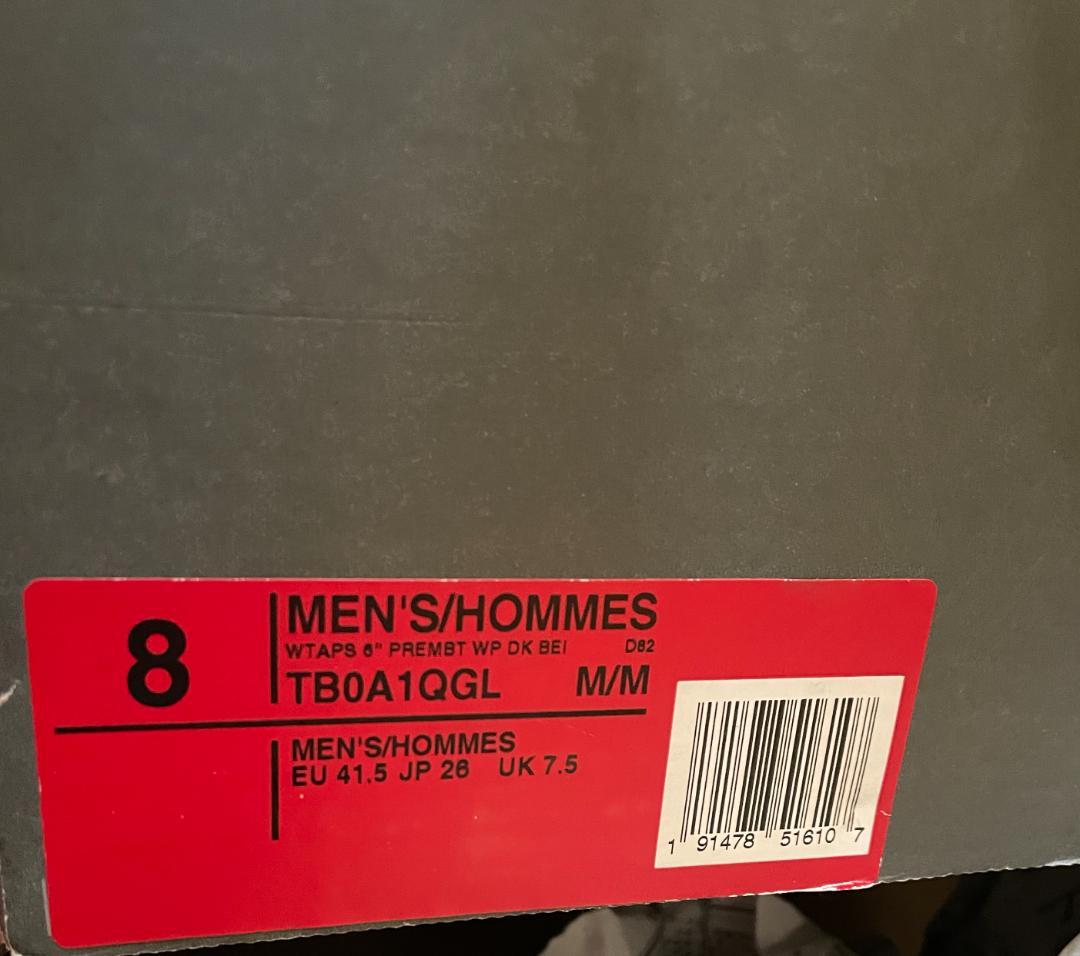 8
MEN'S/HOMMES
WTAPS 6" PREMBT WP DK BEI D82
TB0A1QGL M/M
MEN'S/HOMMES
EU 41.5 JP 26 UK 7.5
1 91478 51610 7